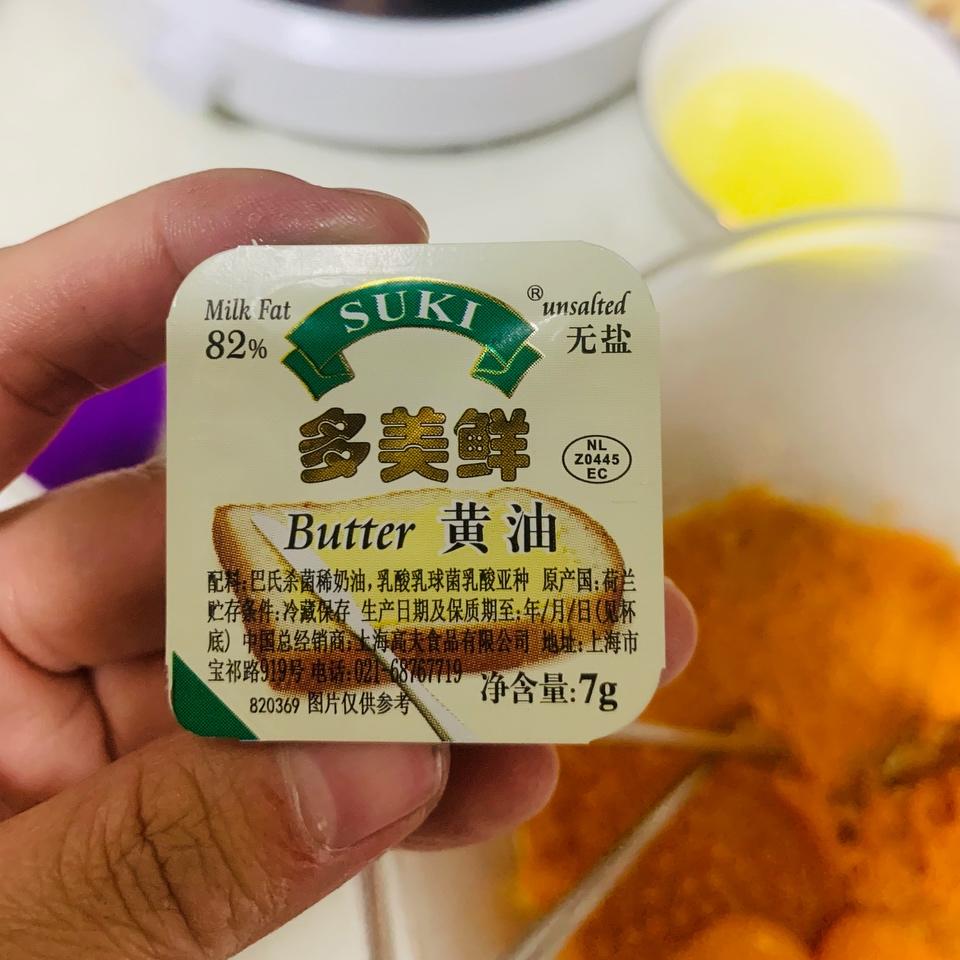 Milk Fat
82%
SUKI
®
unsalted
无盐
多美鲜
NL
Z0445
EC
Butter 黄油
配料:巴氏杀菌稀奶油,乳酸乳球菌乳酸亚种 原产国:荷兰
贮存条件:冷藏保存 生产日期及保质期至:年/月/日(见杯
底) 中国总经销商:上海高夫食品有限公司 地址:上海市
宝祁路919号 电话:021-68767719
净含量:7g
820369 图片仅供参考